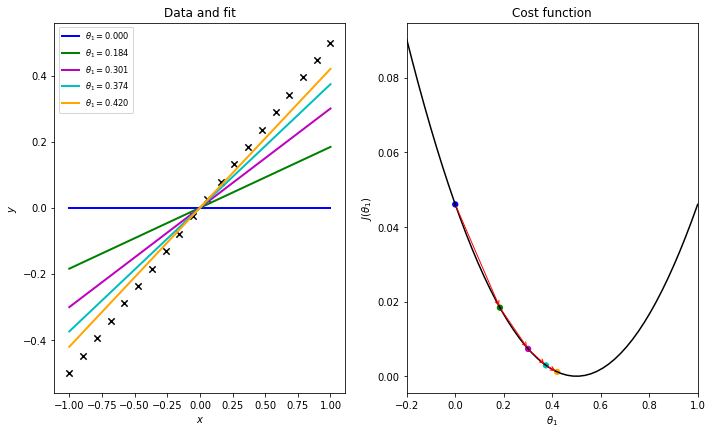 Data and fit
θ₁ = 0.000
θ₁ = 0.184
θ₁ = 0.301
θ₁ = 0.374
θ₁ = 0.420
0.4
0.2
0.0
−0.2
−0.4
y
−1.00 −0.75 −0.50 −0.25 0.00 0.25 0.50 0.75 1.00
x
Cost function
0.08
0.06
0.04
0.02
0.00
J(θ₁)
−0.2 0.0 0.2 0.4 0.6 0.8 1.0
θ₁